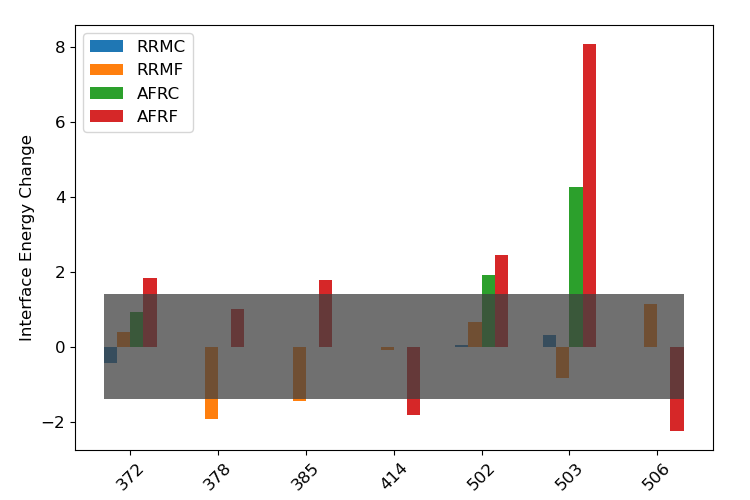 RRMC
RRMF
AFRC
AFRF
Interface Energy Change
8
6
4
2
0
−2
372
378
385
414
502
503
506